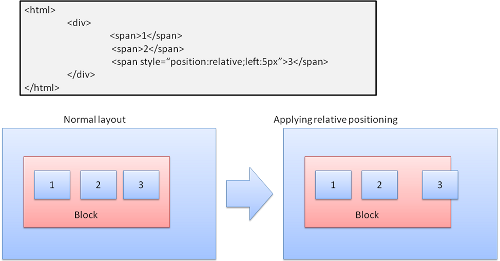 <html>
<div>
<span>1</span>
<span>2</span>
<span style="position:relative;left:5px”>3</span>
</div>
</html>
Normal layout
Applying relative positioning
1 2 3
Block
1 2 3
Block